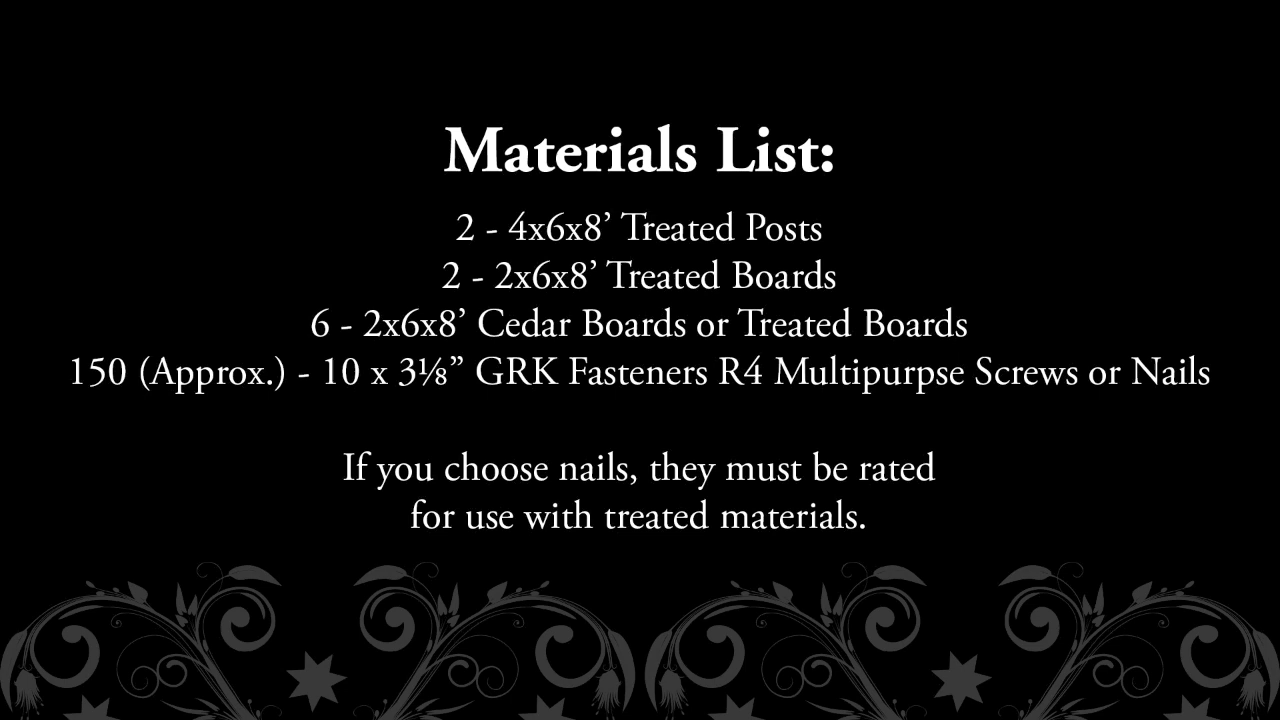 Materials List:
2 - 4x6x8’ Treated Posts
2 - 2x6x8’ Treated Boards
6 - 2x6x8’ Cedar Boards or Treated Boards
150 (Approx.) - 10 x 3⅛” GRK Fasteners R4 Multipurpse Screws or Nails
If you choose nails, they must be rated
for use with treated materials.